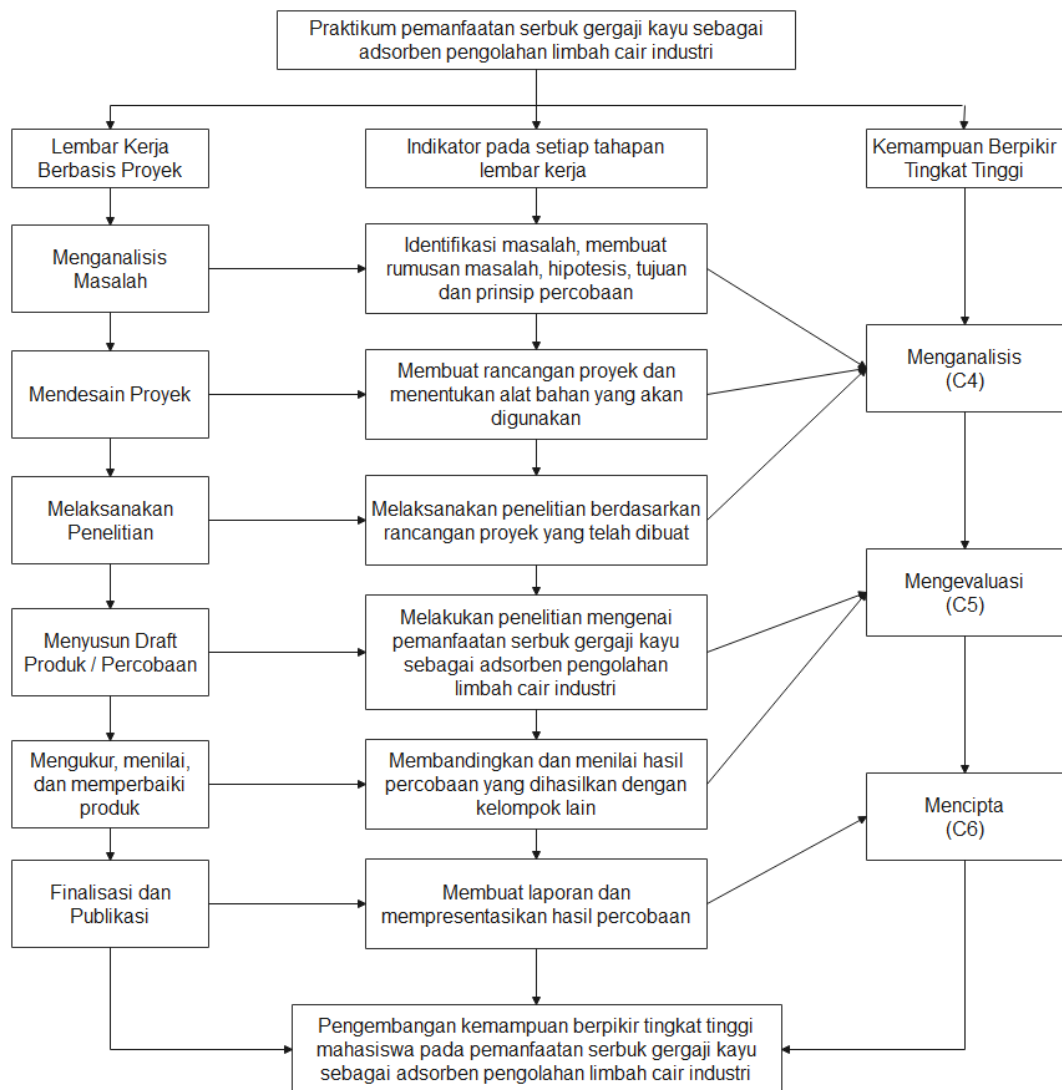 Praktikum pemanfaatan serbuk gergaji kayu sebagai
adsorben pengolahan limbah cair industri
Lembar Kerja
Berbasis Proyek
Indikator pada setiap tahapan
lembar kerja
Kemampuan Berpikir
Tingkat Tinggi
Menganalisis
Masalah
Identifikasi masalah, membuat
rumusan masalah, hipotesis, tujuan
dan prinsip percobaan
Mendesain Proyek
Membuat rancangan proyek dan
menentukan alat bahan yang akan
digunakan
Menganalisis
(C4)
Melaksanakan
Penelitian
Melaksanakan penelitian berdasarkan
rancangan proyek yang telah dibuat
Mengevaluasi
(C5)
Menyusun Draft
Produk / Percobaan
Melakukan penelitian mengenai
pemanfaatan serbuk gergaji kayu
sebagai adsorben pengolahan
limbah cair industri
Mengukur, menilai,
dan memperbaiki
produk
Membandingkan dan menilai hasil
percobaan yang dihasilkan dengan
kelompok lain
Mencipta
(C6)
Finalisasi dan
Publikasi
Membuat laporan dan
mempresentasikan hasil percobaan
Pengembangan kemampuan berpikir tingkat tinggi
mahasiswa pada pemanfaatan serbuk gergaji kayu
sebagai adsorben pengolahan limbah cair industri